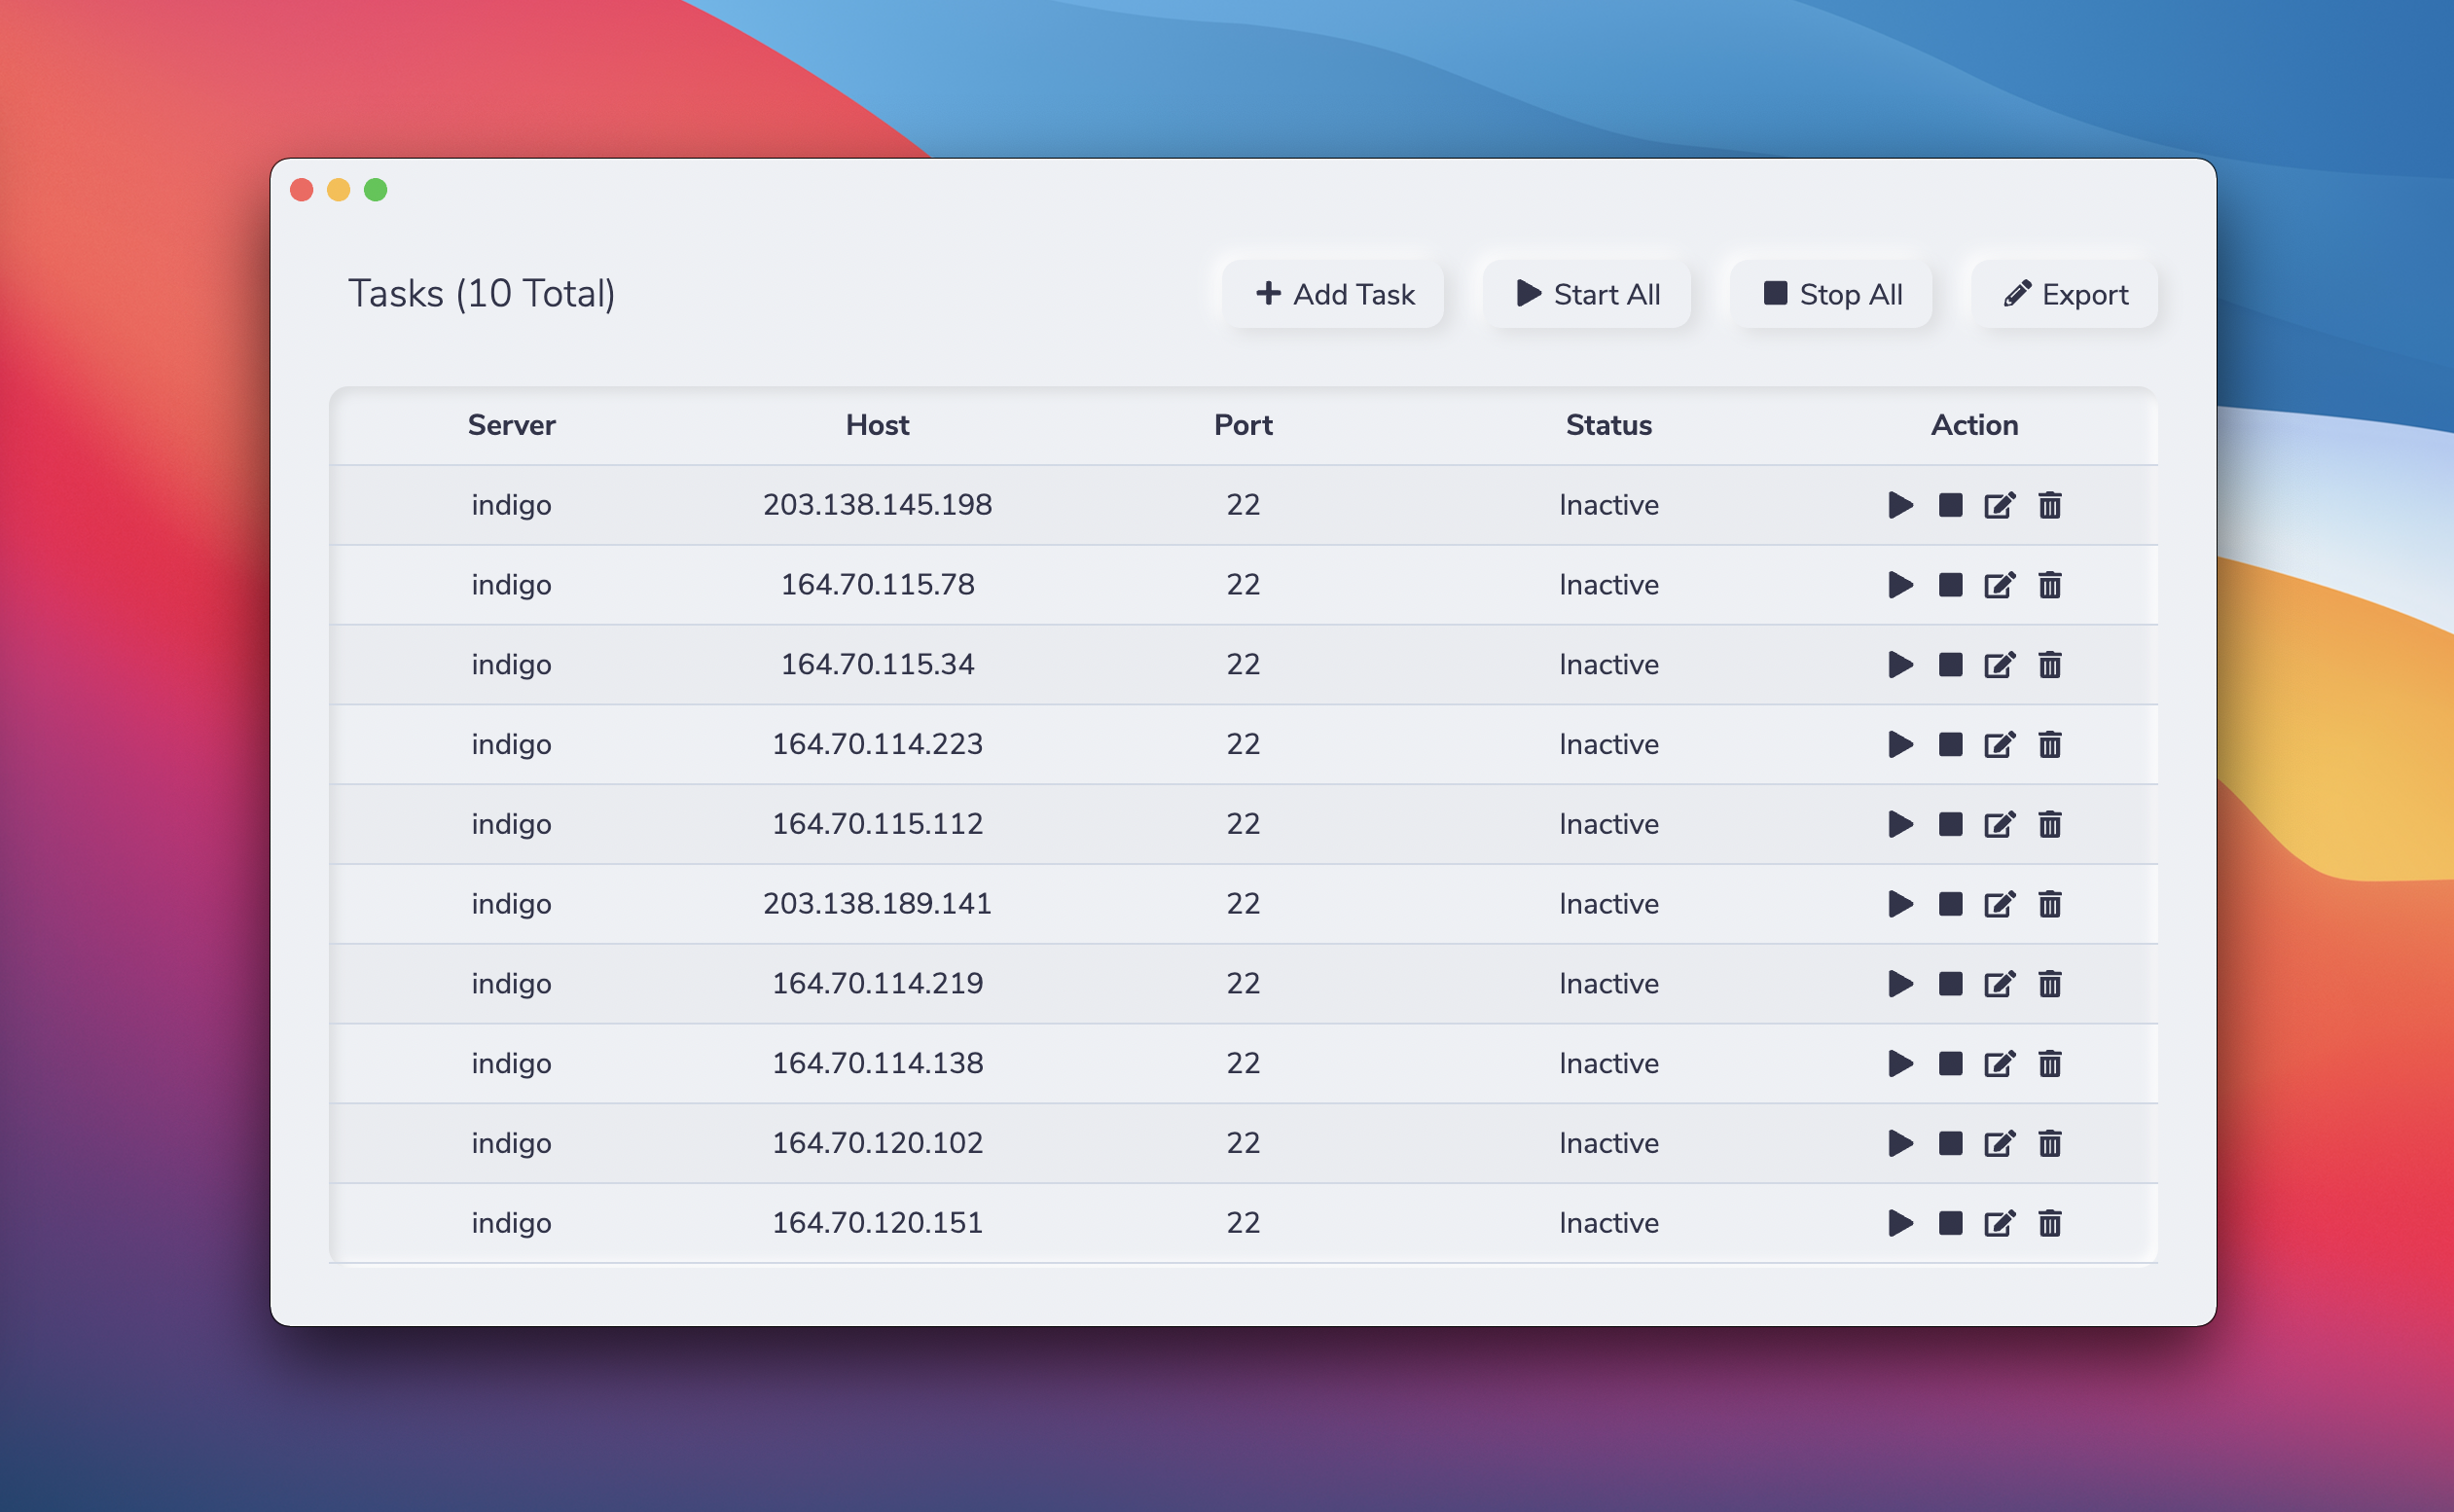 Tasks (10 Total)
Add Task Start All Stop All Export
Server Host Port Status Action
indigo 203.138.145.198 22 Inactive
indigo 164.70.115.78 22 Inactive
indigo 164.70.115.34 22 Inactive
indigo 164.70.114.223 22 Inactive
indigo 164.70.115.112 22 Inactive
indigo 203.138.189.141 22 Inactive
indigo 164.70.114.219 22 Inactive
indigo 164.70.114.138 22 Inactive
indigo 164.70.120.102 22 Inactive
indigo 164.70.120.151 22 Inactive